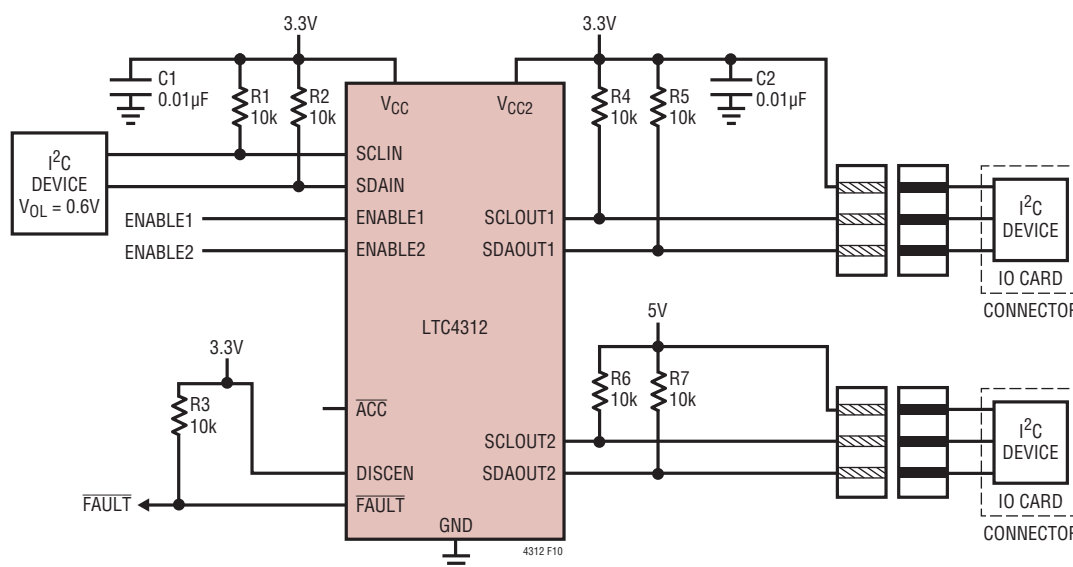 3.3V
3.3V
C1
0.01µF
R1
10k
R2
10k
VCC
VCC2
R4
10k
R5
10k
C2
0.01µF
I2C
DEVICE
VOL = 0.6V
SCLIN
SDAIN
ENABLE1
ENABLE1
ENABLE2
ENABLE2
SCLOUT1
SDAOUT1
I2C
DEVICE
IO CARD
CONNECTOR
LTC4312
5V
3.3V
R3
10k
R6
10k
R7
10k
ACC
SCLOUT2
DISCEN
SDAOUT2
FAULT
FAULT
GND
I2C
DEVICE
IO CARD
CONNECTOR
4312 F10